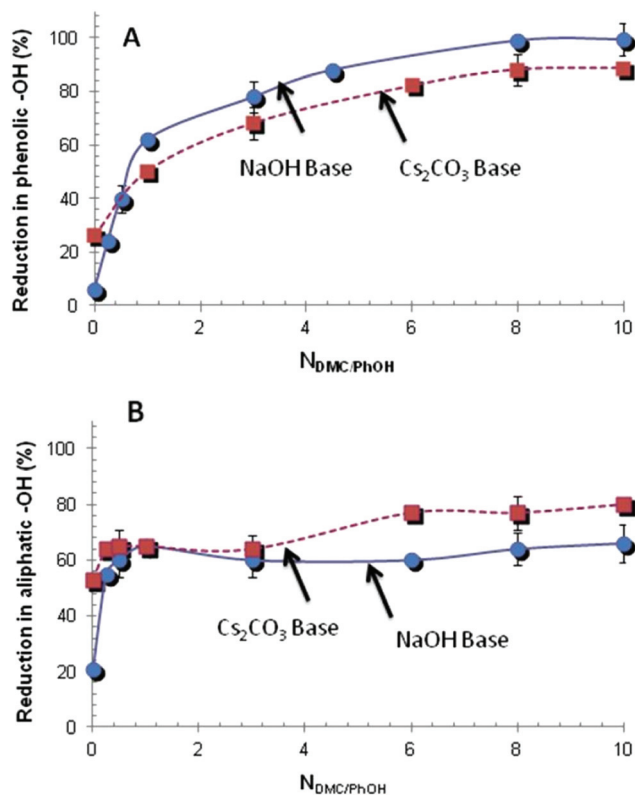 A
Reduction in phenolic -OH (%)
100
80
60
40
20
0
NaOH Base
Cs₂CO₃ Base
0 2 4 6 8 10
N_DMC/PhOH
B
Reduction in aliphatic -OH (%)
100
80
60
40
20
0
Cs₂CO₃ Base
NaOH Base
0 2 4 6 8 10
N_DMC/PhOH